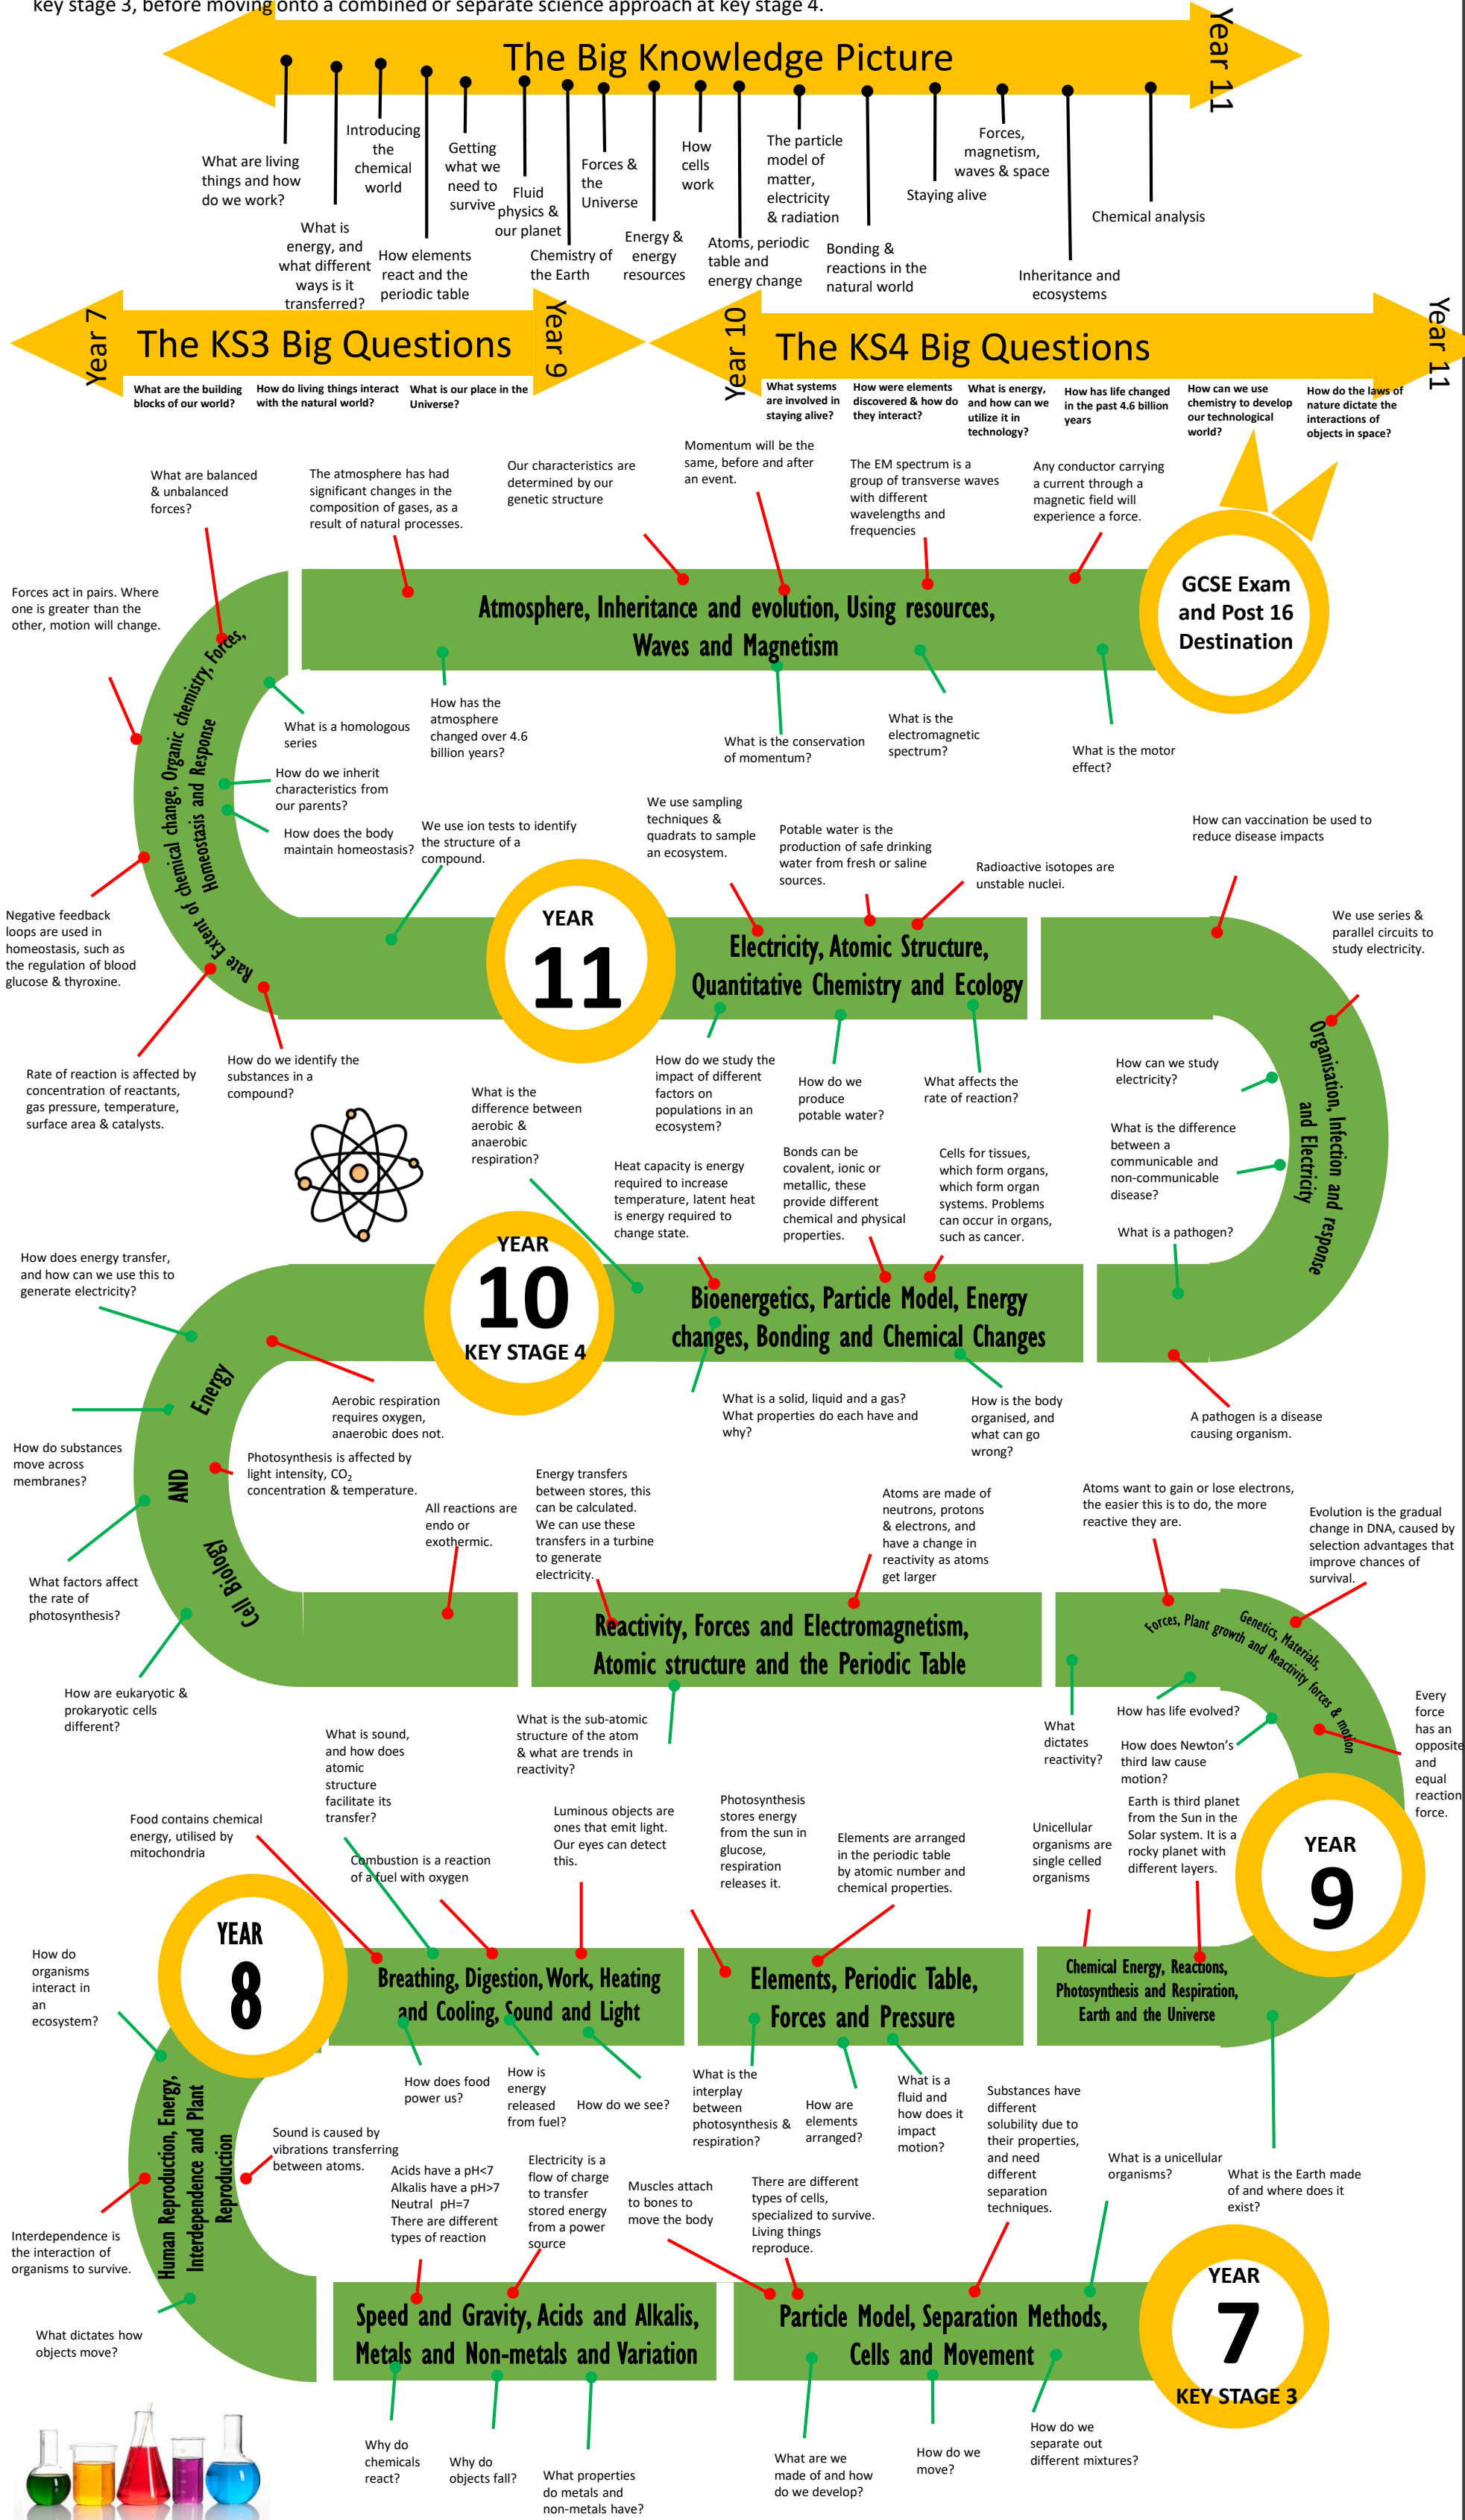 key stage 3, before moving onto a combined or separate science approach at key stage 4.
The Big Knowledge Picture
Year 11
What are living
things and how
do we work?
What is
energy, and
what different
ways is it
transferred?
Introducing
the
chemical
world
How elements
react and the
periodic table
Getting
what we
need to
survive
Fluid
physics &
our planet
Chemistry of
the Earth
Forces &
the
Universe
Energy &
energy
resources
How
cells
work
Atoms, periodic
table and
energy change
The particle
model of
matter,
electricity
& radiation
Bonding &
reactions in the
natural world
Staying alive
Forces,
magnetism,
waves & space
Inheritance and
ecosystems
Chemical analysis
Year 7
The KS3 Big Questions
Year 9
Year 10
The KS4 Big Questions
Year 11
What are the building
blocks of our world?
How do living things interact
with the natural world?
What is our place in the
Universe?
What systems
are involved in
staying alive?
How were elements
discovered & how do
they interact?
What is energy,
and how can we
utilize it in
technology?
How has life changed
in the past 4.6 billion
years
How can we use
chemistry to develop
our technological
world?
How do the laws of
nature dictate the
interactions of
objects in space?
What are balanced
& unbalanced
forces?
The atmosphere has had
significant changes in the
composition of gases, as a
result of natural processes.
Our characteristics are
determined by our
genetic structure
Momentum will be the
same, before and after
an event.
The EM spectrum is a
group of transverse waves
with different
wavelengths and
frequencies
Any conductor carrying
a current through a
magnetic field will
experience a force.
GCSE Exam
and Post 16
Destination
Forces act in pairs. Where
one is greater than the
other, motion will change.
Atmosphere, Inheritance and evolution, Using resources,
Waves and Magnetism
Rate Extent of chemical change, Organic chemistry, Forces,
Homeostasis and Response
What is a homologous
series
How has the
atmosphere
changed over 4.6
billion years?
What is the conservation
of momentum?
What is the
electromagnetic
spectrum?
What is the motor
effect?
How do we inherit
characteristics from
our parents?
How does the body
maintain homeostasis?
We use ion tests to identify
the structure of a
compound.
We use sampling
techniques &
quadrats to sample
an ecosystem.
Potable water is the
production of safe drinking
water from fresh or saline
sources.
Radioactive isotopes are
unstable nuclei.
How can vaccination be used to
reduce disease impacts
We use series &
parallel circuits to
study electricity.
Negative feedback
loops are used in
homeostasis, such as
the regulation of blood
glucose & thyroxine.
YEAR
11
Electricity, Atomic Structure,
Quantitative Chemistry and Ecology
Organisation, Infection and response
and Electricity
Rate of reaction is affected by
concentration of reactants,
gas pressure, temperature,
surface area & catalysts.
How do we identify the
substances in a
compound?
What is the
difference between
aerobic &
anaerobic
respiration?
How do we study the
impact of different
factors on
populations in an
ecosystem?
How do we
produce
potable water?
What affects the
rate of reaction?
How can we study
electricity?
What is the difference
between a
communicable and
non-communicable
disease?
What is a pathogen?
Heat capacity is energy
required to increase
temperature, latent heat
is energy required to
change state.
Bonds can be
covalent, ionic or
metallic, these
provide different
chemical and physical
properties.
Cells for tissues,
which form organs,
which form organ
systems. Problems
can occur in organs,
such as cancer.
How does energy transfer,
and how can we use this to
generate electricity?
YEAR
10
KEY STAGE 4
Bioenergetics, Particle Model, Energy
changes, Bonding and Chemical Changes
Energy
AND
Cell Biology
Aerobic respiration
requires oxygen,
anaerobic does not.
What is a solid, liquid and a gas?
What properties do each have and
why?
How is the body
organised, and
what can go
wrong?
A pathogen is a disease
causing organism.
How do substances
move across
membranes?
Photosynthesis is affected by
light intensity, CO2
concentration & temperature.
All reactions are
endo or
exothermic.
Energy transfers
between stores, this
can be calculated.
We can use these
transfers in a turbine
to generate
electricity.
Atoms are made of
neutrons, protons
& electrons, and
have a change in
reactivity as atoms
get larger
Atoms want to gain or lose electrons,
the easier this is to do, the more
reactive they are.
Evolution is the gradual
change in DNA, caused by
selection advantages that
improve chances of
survival.
What factors affect
the rate of
photosynthesis?
Reactivity, Forces and Electromagnetism,
Atomic structure and the Periodic Table
Genetics, Materials,
Forces, Plant growth and Reactivity forces & motion
How are eukaryotic &
prokaryotic cells
different?
What is sound,
and how does
atomic
structure
facilitate its
transfer?
What is the sub-atomic
structure of the atom
& what are trends in
reactivity?
What
dictates
reactivity?
How has life evolved?
How does Newton's
third law cause
motion?
Every
force
has an
opposite
and
equal
reaction
force.
Food contains chemical
energy, utilised by
mitochondria
Combustion is a reaction
of a fuel with oxygen
Luminous objects are
ones that emit light.
Our eyes can detect
this.
Photosynthesis
stores energy
from the sun in
glucose,
respiration
releases it.
Elements are arranged
in the periodic table
by atomic number and
chemical properties.
Unicellular
organisms are
single celled
organisms
Earth is third planet
from the Sun in the
Solar system. It is a
rocky planet with
different layers.
YEAR
9
YEAR
8
How do
organisms
interact in
an
ecosystem?
Breathing, Digestion, Work, Heating
and Cooling, Sound and Light
Elements, Periodic Table,
Forces and Pressure
Chemical Energy, Reactions,
Photosynthesis and Respiration,
Earth and the Universe
Human Reproduction, Energy,
Interdependence and Plant
Reproduction
How does food
power us?
How is
energy
released
from fuel?
How do we see?
What is the
interplay
between
photosynthesis &
respiration?
How are
elements
arranged?
What is a
fluid and
how does it
impact
motion?
Substances have
different
solubility due to
their properties,
and need
different
separation
techniques.
What is a unicellular
organisms?
What is the Earth made
of and where does it
exist?
Sound is caused by
vibrations transferring
between atoms.
Acids have a pH<7
Alkalis have a pH>7
Neutral pH=7
There are different
types of reaction
Electricity is a
flow of charge
to transfer
stored energy
from a power
source
Muscles attach
to bones to
move the body
There are different
types of cells,
specialized to survive.
Living things
reproduce.
Interdependence is
the interaction of
organisms to survive.
What dictates how
objects move?
Speed and Gravity, Acids and Alkalis,
Metals and Non-metals and Variation
Particle Model, Separation Methods,
Cells and Movement
YEAR
7
KEY STAGE 3
Why do
chemicals
react?
Why do
objects fall?
What properties
do metals and
non-metals have?
What are we
made of and how
do we develop?
How do we
move?
How do we
separate out
different mixtures?